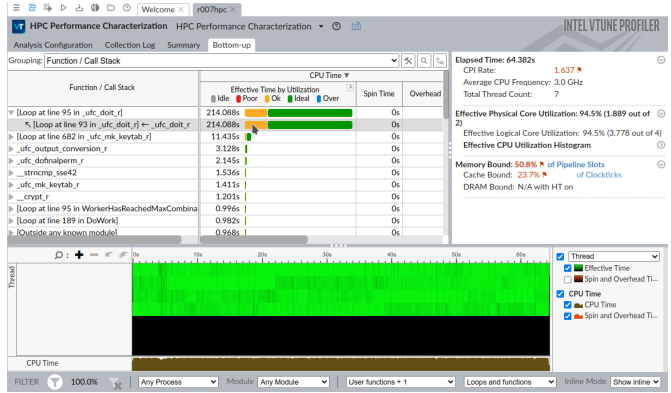 Welcome × r007hpc ×
VT HPC Performance Characterization HPC Performance Characterization INTEL VTUNE PROFILER
Analysis Configuration Collection Log Summary Bottom-up
Grouping: Function / Call Stack
Function / Call Stack
CPU Time ▼
Effective Time by Utilization
Idle Poor Ok Ideal Over
Spin Time
Overhead
[Loop at line 95 in _ufc_doit_r] 214.088s 0s
[Loop at line 93 in _ufc_doit_r] ← _ufc_doit_r 214.088s 0s
[Loop at line 682 in _ufc_mk_keytab_r] 11.435s 0s
_ufc_output_conversion_r 3.128s 0s
_ufc_dofinalperm_r 2.145s 0s
__strncmp_sse42 1.536s 0s
_ufc_mk_keytab_r 1.411s 0s
__crypt_r 1.201s 0s
[Loop at line 95 in WorkerHasReachedMaxCombina 0.996s 0s
[Loop at line 189 in DoWork] 0.982s 0s
[Outside any known module] 0.968s 0s
Elapsed Time: 64.382s
CPI Rate: 1.637
Average CPU Frequency: 3.0 GHz
Total Thread Count: 7
Effective Physical Core Utilization: 94.5% (1.889 out of
2)
Effective Logical Core Utilization: 94.5% (3.778 out of 4)
Effective CPU Utilization Histogram
Memory Bound: 50.8% of Pipeline Slots
Cache Bound: 23.7% of Clockticks
DRAM Bound: N/A with HT on
0s 10s 20s 30s 40s 50s 60s
Thread
CPU Time
Thread
Effective Time
Spin and Overhead Ti...
CPU Time
CPU Time
Spin and Overhead Ti...
FILTER 100.0% Any Process Module Any Module User functions + 1 Loops and functions Inline Mode Show inline